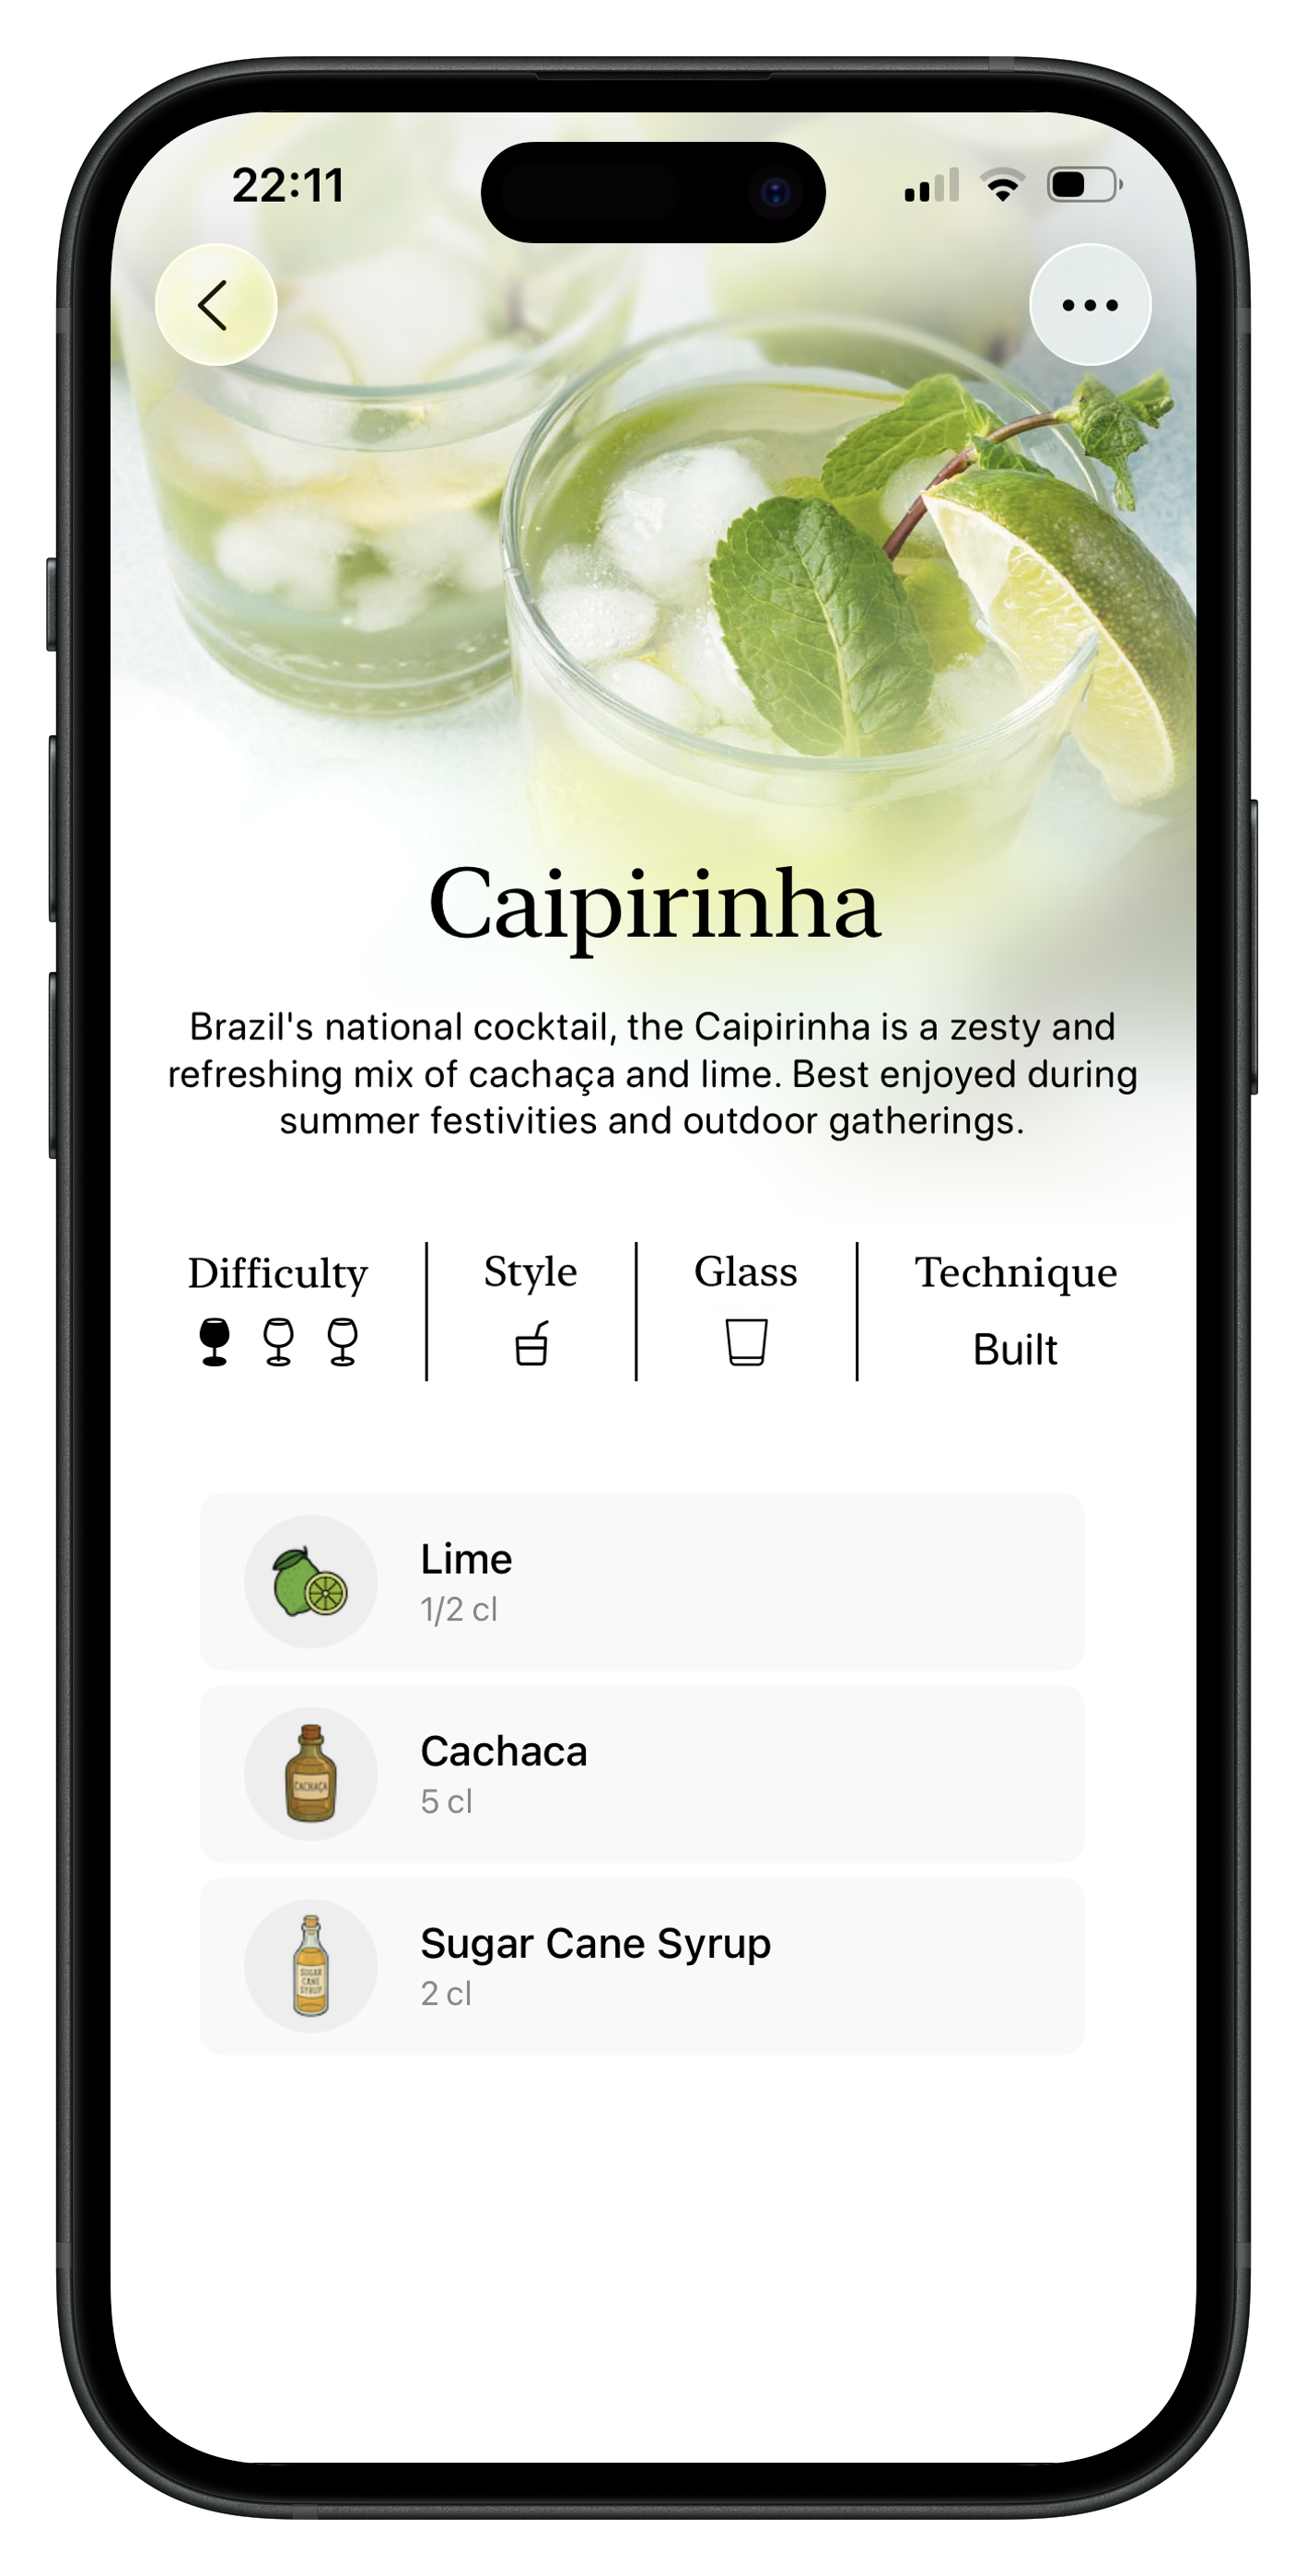 22:11
Caipirinha
Brazil's national cocktail, the Caipirinha is a zesty and
refreshing mix of cachaça and lime. Best enjoyed during
summer festivities and outdoor gatherings.
Difficulty
Style
Glass
Technique
Built
Lime
1/2 cl
CACHAÇA
Cachaca
5 cl
SUGAR
CANE
SYRUP
Sugar Cane Syrup
2 cl